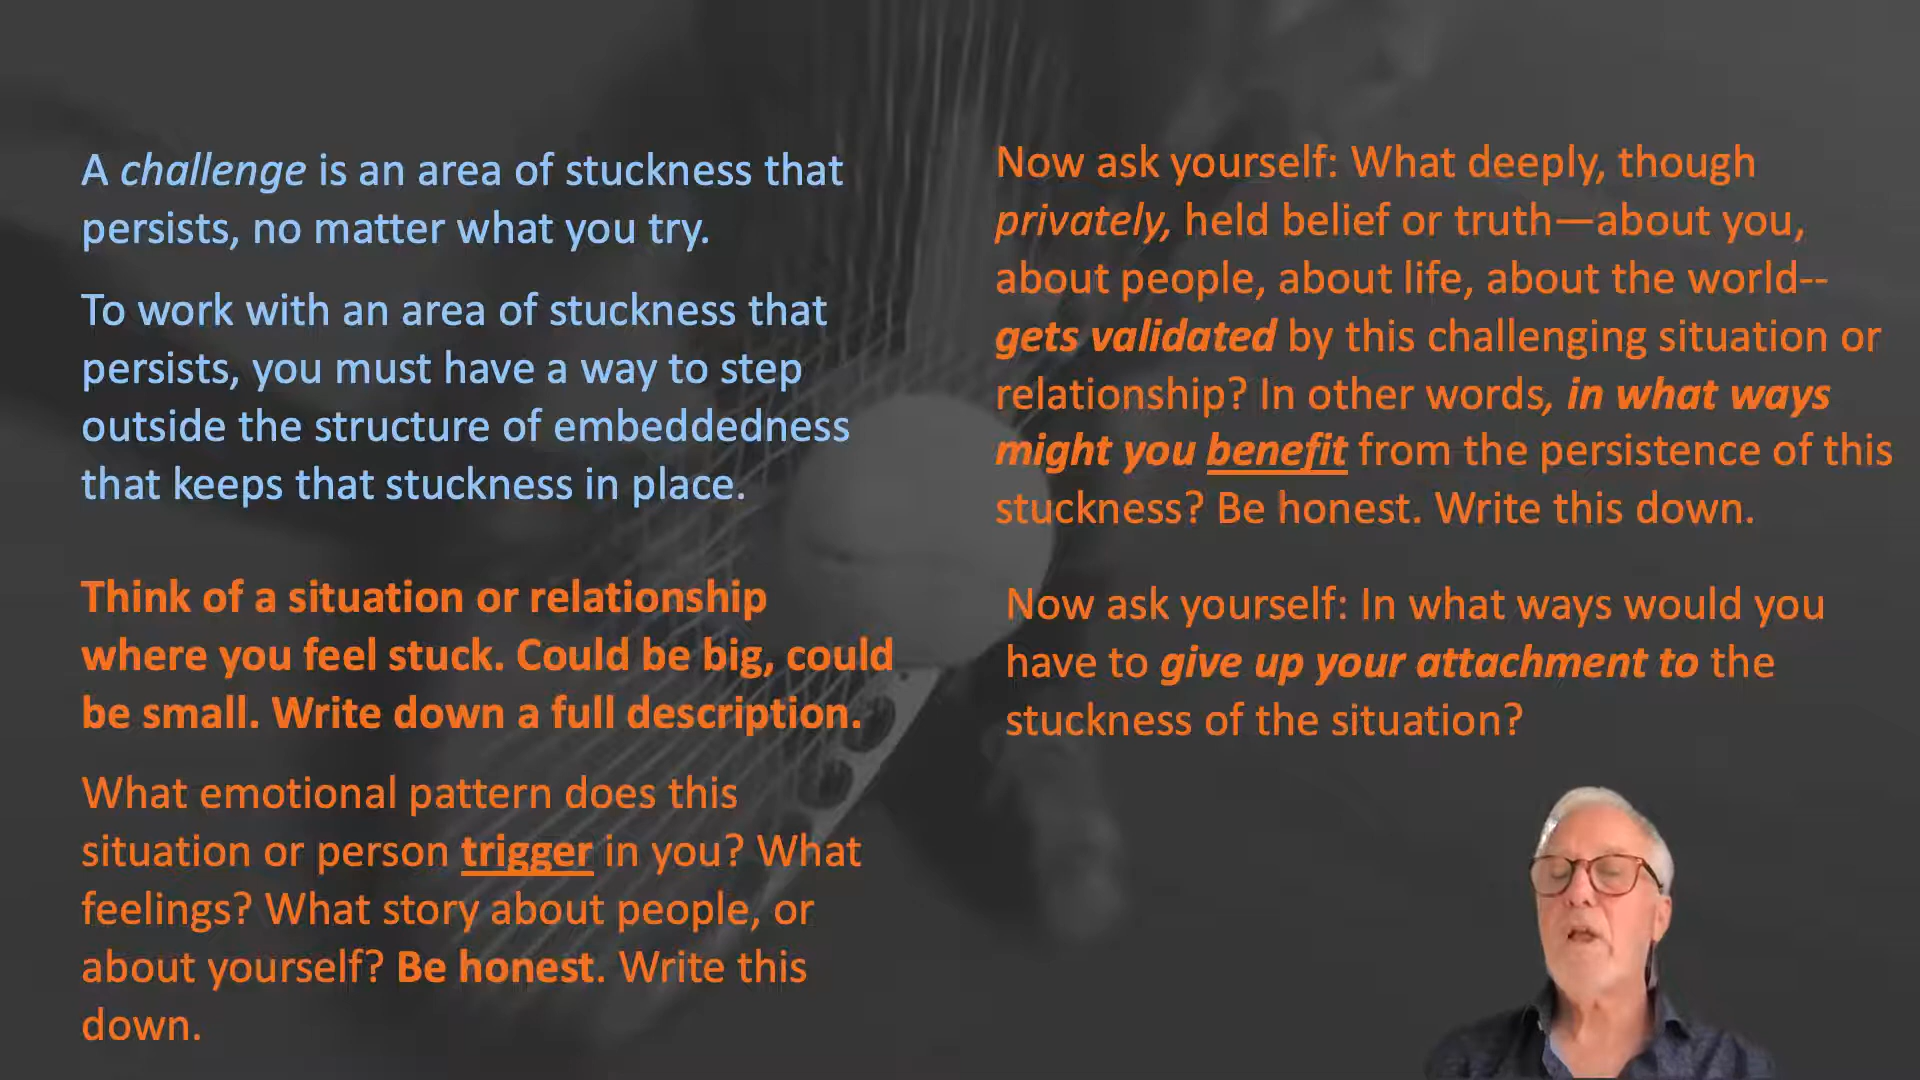 A challenge is an area of stuckness that
persists, no matter what you try.
To work with an area of stuckness that
persists, you must have a way to step
outside the structure of embeddedness
that keeps that stuckness in place.
Think of a situation or relationship
where you feel stuck. Could be big, could
be small. Write down a full description.
What emotional pattern does this
situation or person trigger in you? What
feelings? What story about people, or
about yourself? Be honest. Write this
down.
Now ask yourself: What deeply, though
privately, held belief or truth—about you,
about people, about life, about the world--
gets validated by this challenging situation or
relationship? In other words, in what ways
might you benefit from the persistence of this
stuckness? Be honest. Write this down.
Now ask yourself: In what ways would you
have to give up your attachment to the
stuckness of the situation?